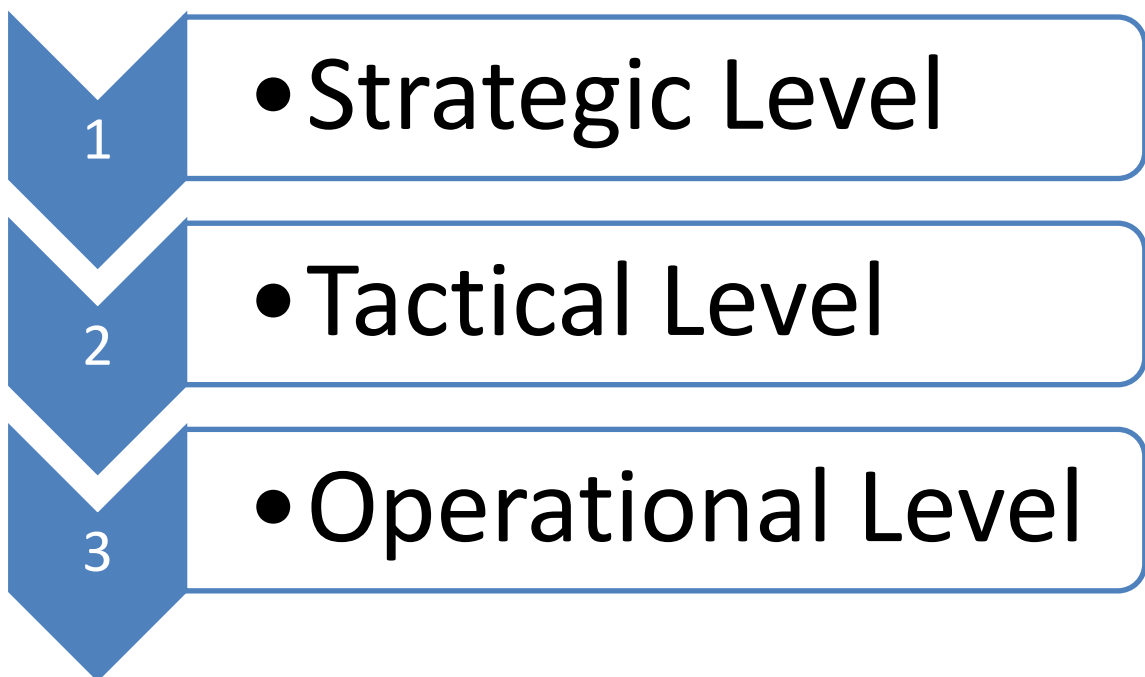 1
• Strategic Level
2
• Tactical Level
3
• Operational Level